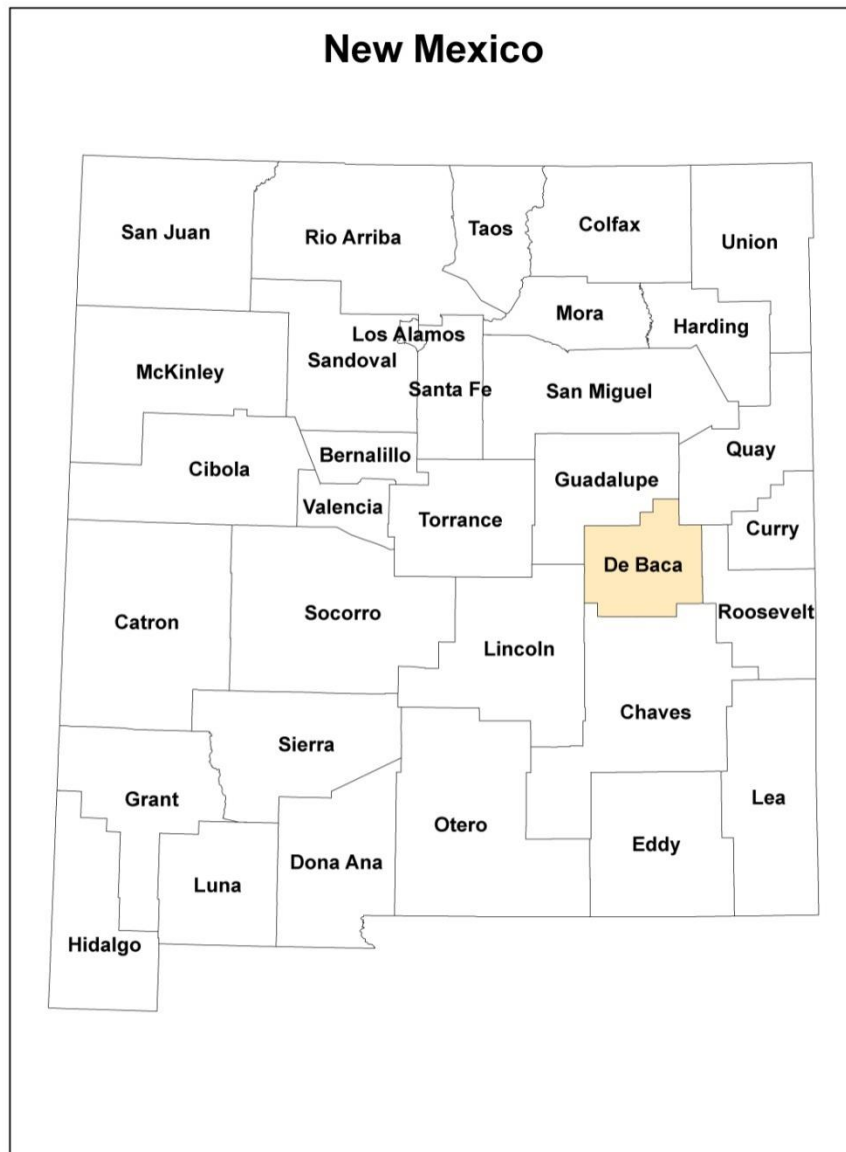 New Mexico
San Juan
Rio Arriba
Taos
Colfax
Union
Mora
Harding
Los Alamos
Sandoval
McKinley
Santa Fe
San Miguel
Quay
Bernalillo
Cibola
Guadalupe
Valencia
Torrance
Curry
De Baca
Roosevelt
Socorro
Catron
Lincoln
Chaves
Sierra
Grant
Lea
Otero
Eddy
Dona Ana
Luna
Hidalgo